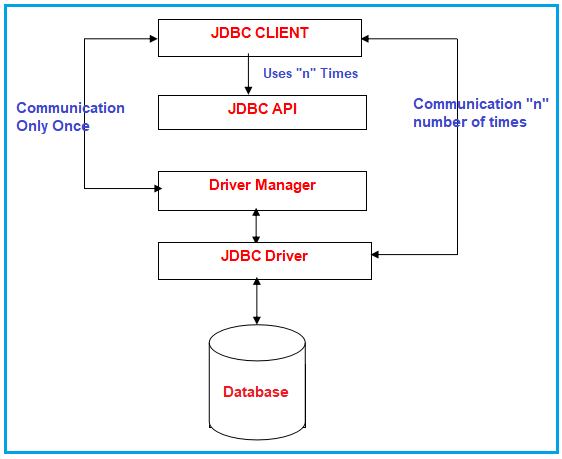 JDBC CLIENT
Uses "n" Times
Communication
Only Once
JDBC API
Communication "n"
number of times
Driver Manager
JDBC Driver
Database